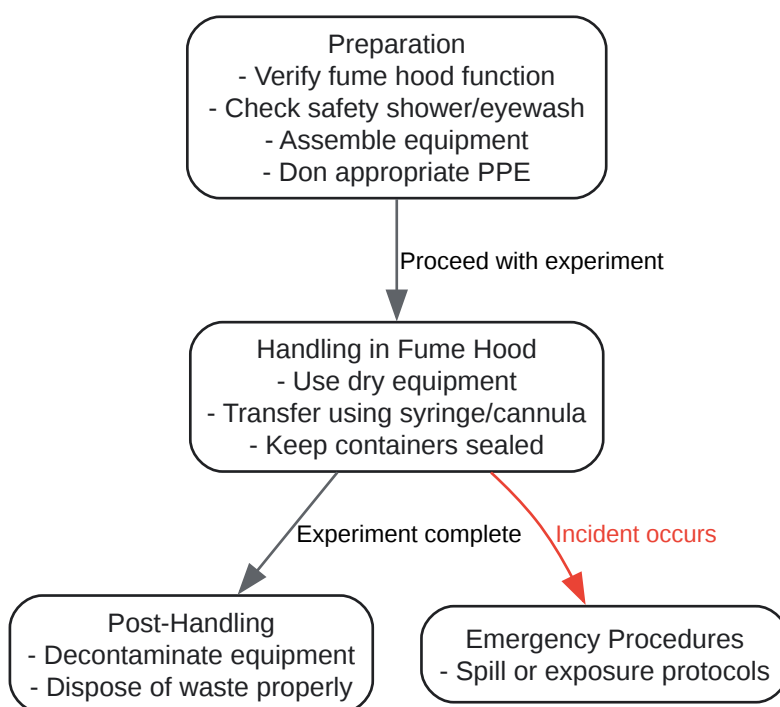 Preparation
- Verify fume hood function
- Check safety shower/eyewash
- Assemble equipment
- Don appropriate PPE
Proceed with experiment
Handling in Fume Hood
- Use dry equipment
- Transfer using syringe/cannula
- Keep containers sealed
Experiment complete
Incident occurs
Post-Handling
- Decontaminate equipment
- Dispose of waste properly
Emergency Procedures
- Spill or exposure protocols